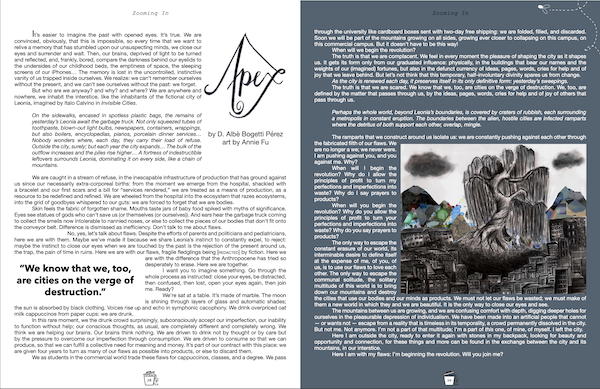 Zooming In
It's easier to imagine the past with opened eyes. It's true. We are
convinced, obviously, that this is impossible, so every time that we want to
relive a memory that has stumbled upon our unsuspecting minds, we close our
eyes and surrender and wait. Then, our brains, deprived of light to be turned
and reflected, and, frankly, bored, compare the darkness behind our eyelids to
the undersides of our childhood beds, the emptiness of space, the sleeping
screens of our iPhones... The memory is lost in the uncontrolled, instinctive
vanity of us trapped inside ourselves. We realize: we can't remember ourselves
without the present, and we can't see ourselves without the past: we forget.
But who are we anyway? and why? and where? We are anywhere and
nowhere, we inhabit the interstice, like the inhabitants of the fictional city of
Leonia, imagined by Italo Calvino in Invisible Cities.
On the sidewalks, encased in spotless plastic bags, the remains of
yesterday's Leonia await the garbage truck. Not only squeezed tubes of
toothpaste, blown-out light bulbs, newspapers, containers, wrappings,
but also boilers, encyclopedias, pianos, porcelain dinner services...
Nobody wonders where, each day, they carry their load of refuse.
Outside the city, surely; but each year the city expands... The bulk of the
outflow increases and the piles rise higher... A fortress of indestructible
leftovers surrounds Leonia, dominating it on every side, like a chain of
mountains.
Apex
by D. Albè Bogetti Pérez
art by Annie Fu
We are caught in a stream of refuse, in the inescapable infrastructure of production that has ground against
us since our necessarily extra-corporeal births: from the moment we emerge from the hospital, shackled with
a bracelet and our first scars and a bill for "services rendered," we are treated as a means of production, as a
resource to be redefined and refined. We are wheeled from the hospital into the ecosystem that razes ecosystems,
into the grid of goodbyes whispered to our guts: we are forced to forget that we are bodies.
Skin feels the fabric of forgotten shame. Mouths taste jars of baby food spiked with myths of significance.
Eyes see statues of gods who can't save us (or themselves) (or ourselves). And ears hear the garbage truck coming
to collect the smells now intolerable to nannied noses, or else to collect the pieces of our bodies that don't fit onto
the conveyor belt. Difference is dismissed as inefficiency. Don't talk to me about flaws.
No, yes, let's talk about flaws. Despite the efforts of parents and politicians and pediatricians,
here we are with them. Maybe we've made it because we share Leonia's instinct to constantly expel, to reject;
maybe the instinct to close our eyes when we are touched by the past is the rejection of the present around us,
the trap, the pain of time in ruins. Here we are with our flaws, fragile fledglings being by fiction. Here we
are with the difference that the Anthropocene has tried so
desperately to erase. Here we are together.
I want you to imagine something. Go through the
whole process as instructed: close your eyes, be distracted,
then confused, then lost, open your eyes again, then join
me. Ready?
We're sat at a table. It's made of marble. The moon
is shining through layers of glass and automatic shades;
"We know that we, too,
are cities on the verge of
destruction."
the sun is absorbed by black clothing. Voices rise up and echo in symphonic cacophony. We drink overpriced oat
milk cappuccinos from paper cups: we are drunk.
In this rare moment, we the drunk crowd surprisingly, subconsciously accept our imperfection, our inability
to function without help; our conscious thoughts, as usual, are completely different and completely wrong. We
think we are helping our brains. Our brains think nothing. We are driven to drink not by thought or by care but
by the pressure to overcome our imperfection through consumption. We are driven to consume so that we can
produce, so that we can fulfill a collective need for meaning and money. It's part of our contract with this place: we
are given four years to turn as many of our flaws as possible into products, or else to discard them.
We as students in the commercial world trade these flaws for cappuccinos, classes, and a degree. We pass
Zooming In
through the university like cardboard boxes sent with two-day free shipping: we are folded, filled, and discarded.
Soon we will be part of the mountains growing on all sides, growing ever closer to collapsing on this campus, on
this commercial campus. But it doesn't have to be this way!
When will we begin the revolution?
The truth is that we are conquered. We feel in every moment the pleasure of shaping the city as it shapes
us. It gets its form only from our graduated influence: physically, in the buildings that bear our names and the
weights of our imagined fortunes, but also in the delinquency of ideas, pages, words, cries for help and of
joy that we leave behind. But let's not think that this temporary, half-involuntary divinity spares us from change.
As the city is renewed each day, it preserves itself in its only definitive form: yesterday's sweepings.
The truth is that we are scared. We know that we, too, are cities on the verge of destruction. We, too, are
defined by the matter that passes through us, by the ideas, pages, words, cries for help and of joy of others that
pass through us.
Perhaps the whole world, beyond Leonia's boundaries, is covered by craters of rubbish, each surrounding
a metropolis in constant eruption. The boundaries between the alien, hostile cities are infected ramparts
where the detritus of both support each other, overlap, mingle.
The ramparts that we construct around us isolate us: we are constantly pushing against each other through
the fabricated filth of our flaws. We
are no longer a we; we never were.
I am pushing against you, and you
against me. Why?
When will I begin the
revolution? Why do I allow the
principles of profit to turn my
perfections and imperfections into
waste? Why do I say prayers to
products?
When will you begin the
revolution? Why do you allow the
principles of profit to turn your
perfections and imperfections into
waste? Why do you say prayers to
products?
The only way to escape the
constant erasure of our world, its
interminable desire to define itself
at the expense of me, of you, of
us, is to use our flaws to love each
other. The only way to escape the
communal solitude, the solitary
multitude of this world is to bring
down our mountains and destroy
the cities that use our bodies and our minds as products. We must not let our flaws be wasted; we must make of
them a new world in which they and we are beautiful. It is the only way to close our eyes and see.
The mountains between us are growing, and we are confusing comfort with depth, digging deeper holes for
ourselves in the pleasurable depression of individualism. We have been made into an artificial people that cannot
— or wants not — escape from a reality that is timeless in its temporality, a crowd permanently dissolved in the city.
But not me. Not anymore. I'm not a part of that multitude; I'm a part of this one, of mine, of myself. I left the city.
Here I am outside the city, ready to enter it again with stones in my backpack, looking for beauty and
opportunity and connection, for these things and more can be found in the exchange between the city and its
mountains, in our interstice.
Here I am with my flaws: I'm beginning the revolution. Will you join me?